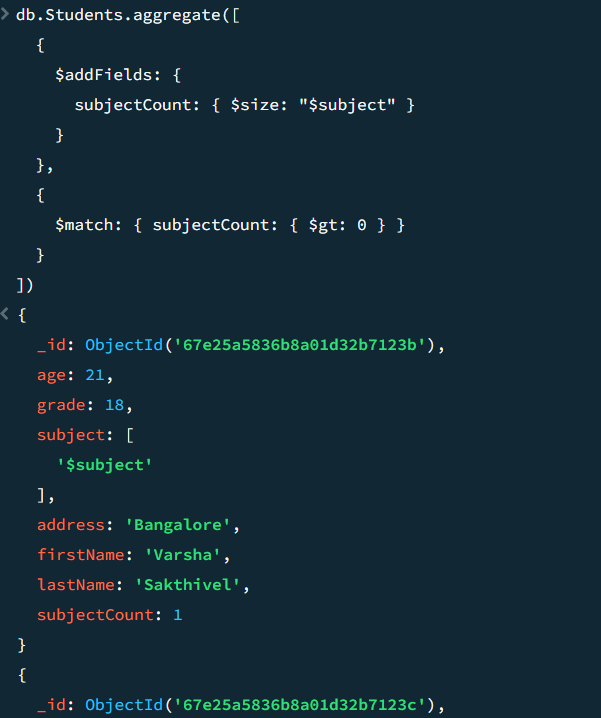 db.Students.aggregate([
  {
    $addFields: {
      subjectCount: { $size: "$subject" }
    }
  },
  {
    $match: { subjectCount: { $gt: 0 } }
  }
])
{
  _id: ObjectId('67e25a5836b8a01d32b7123b'),
  age: 21,
  grade: 18,
  subject: [
    '$subject'
  ],
  address: 'Bangalore',
  firstName: 'Varsha',
  lastName: 'Sakthivel',
  subjectCount: 1
}
{
  _id: ObjectId('67e25a5836b8a01d32b7123c'),